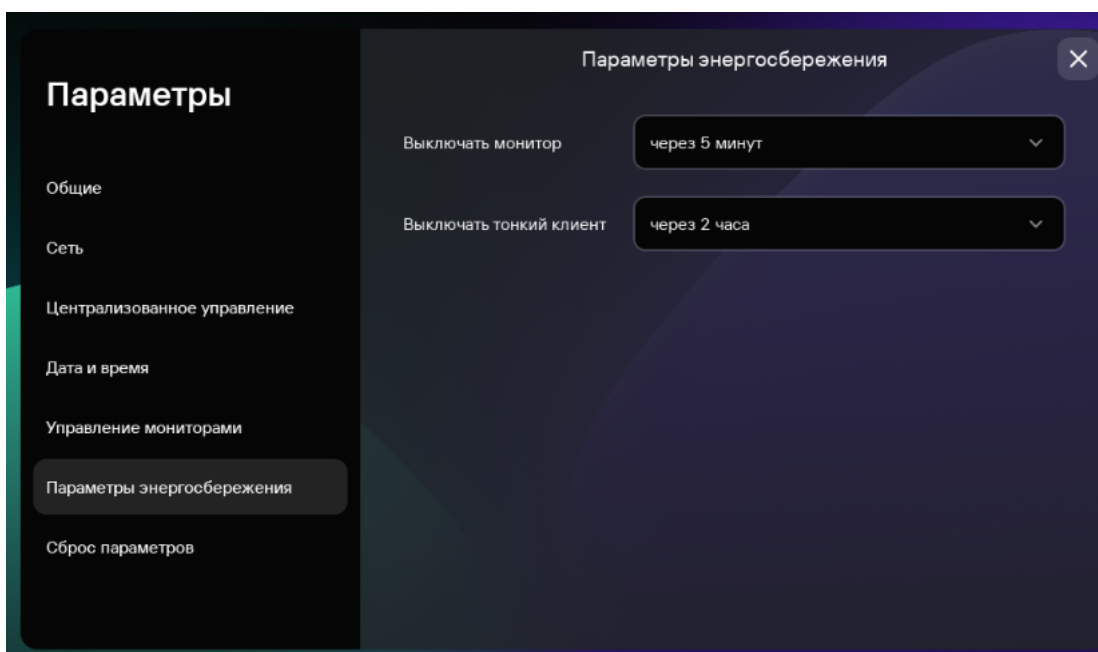 Параметры
Общие
Сеть
Централизованное управление
Дата и время
Управление мониторами
Параметры энергосбережения
Сброс параметров
Параметры энергосбережения
Выключать монитор
через 5 минут
Выключать тонкий клиент
через 2 часа